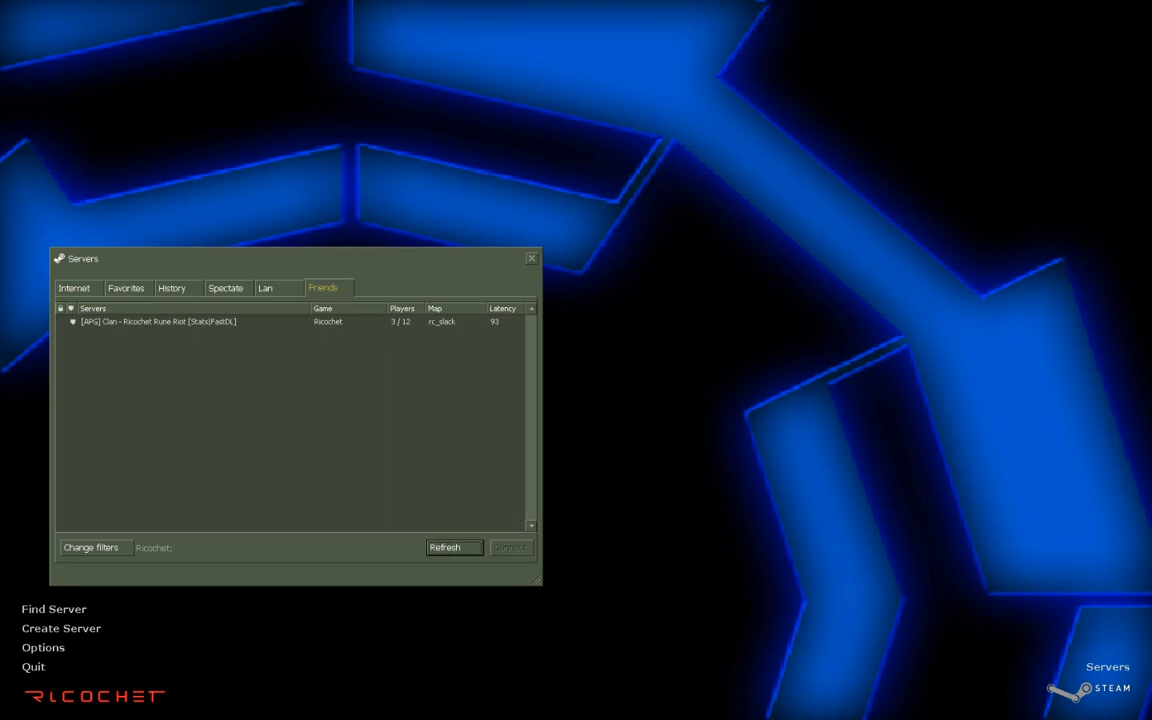 Servers
Internet Favorites History Spectate Lan Friends
Servers Game Players Map Latency
[APG] Clan - Ricochet Rune Riot [Stats|FastDL] Ricochet 3 / 12 rc_slack 93
Change filters Ricochet; Refresh Connect
Find Server
Create Server
Options
Quit
RICOCHET
Servers
STEAM